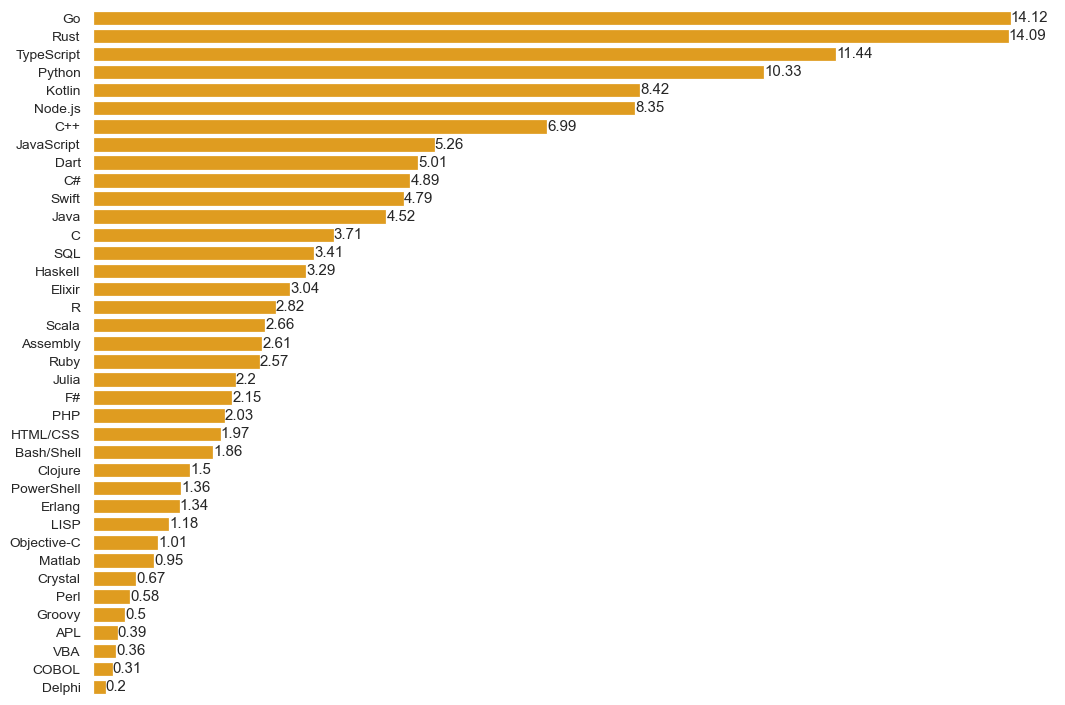 Go 14.12
Rust 14.09
TypeScript 11.44
Python 10.33
Kotlin 8.42
Node.js 8.35
C++ 6.99
JavaScript 5.26
Dart 5.01
C# 4.89
Swift 4.79
Java 4.52
C 3.71
SQL 3.41
Haskell 3.29
Elixir 3.04
R 2.82
Scala 2.66
Assembly 2.61
Ruby 2.57
Julia 2.2
F# 2.15
PHP 2.03
HTML/CSS 1.97
Bash/Shell 1.86
Clojure 1.5
PowerShell 1.36
Erlang 1.34
LISP 1.18
Objective-C 1.01
Matlab 0.95
Crystal 0.67
Perl 0.58
Groovy 0.5
APL 0.39
VBA 0.36
COBOL 0.31
Delphi 0.2